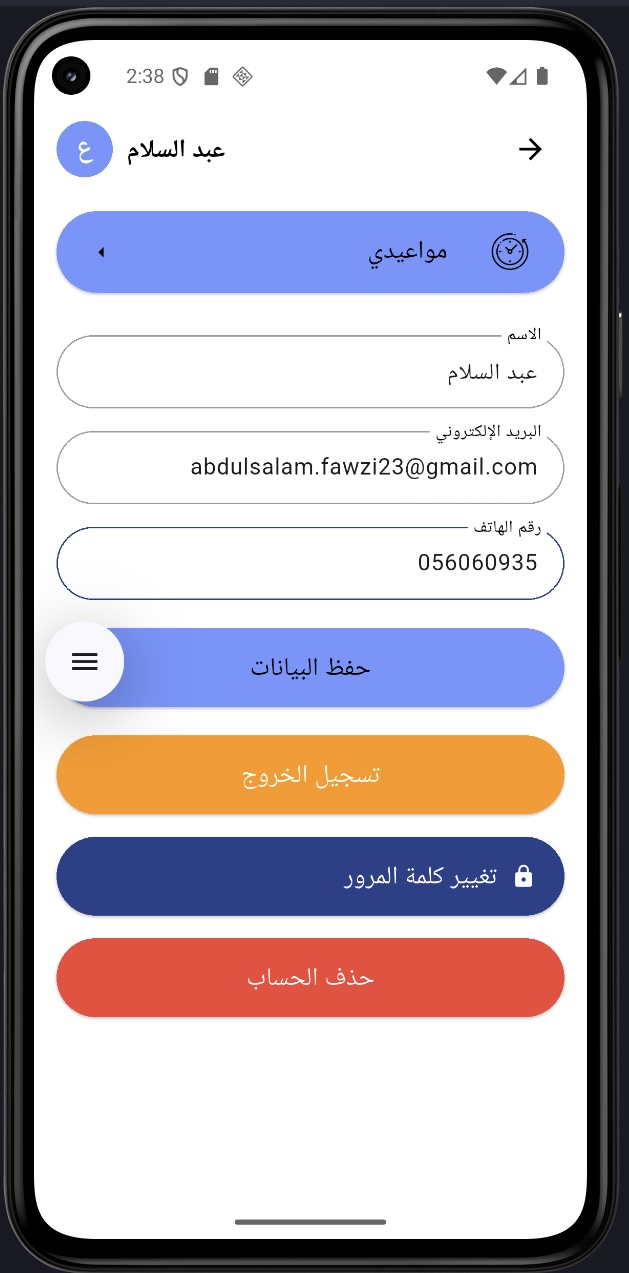 2:38
عبد السلام
ع
مواعيدي
الاسم
عبد السلام
البريد الإلكتروني
abdulsalam.fawzi23@gmail.com
رقم الهاتف
056060935
حفظ البيانات
تسجيل الخروج
تغيير كلمة المرور
حذف الحساب